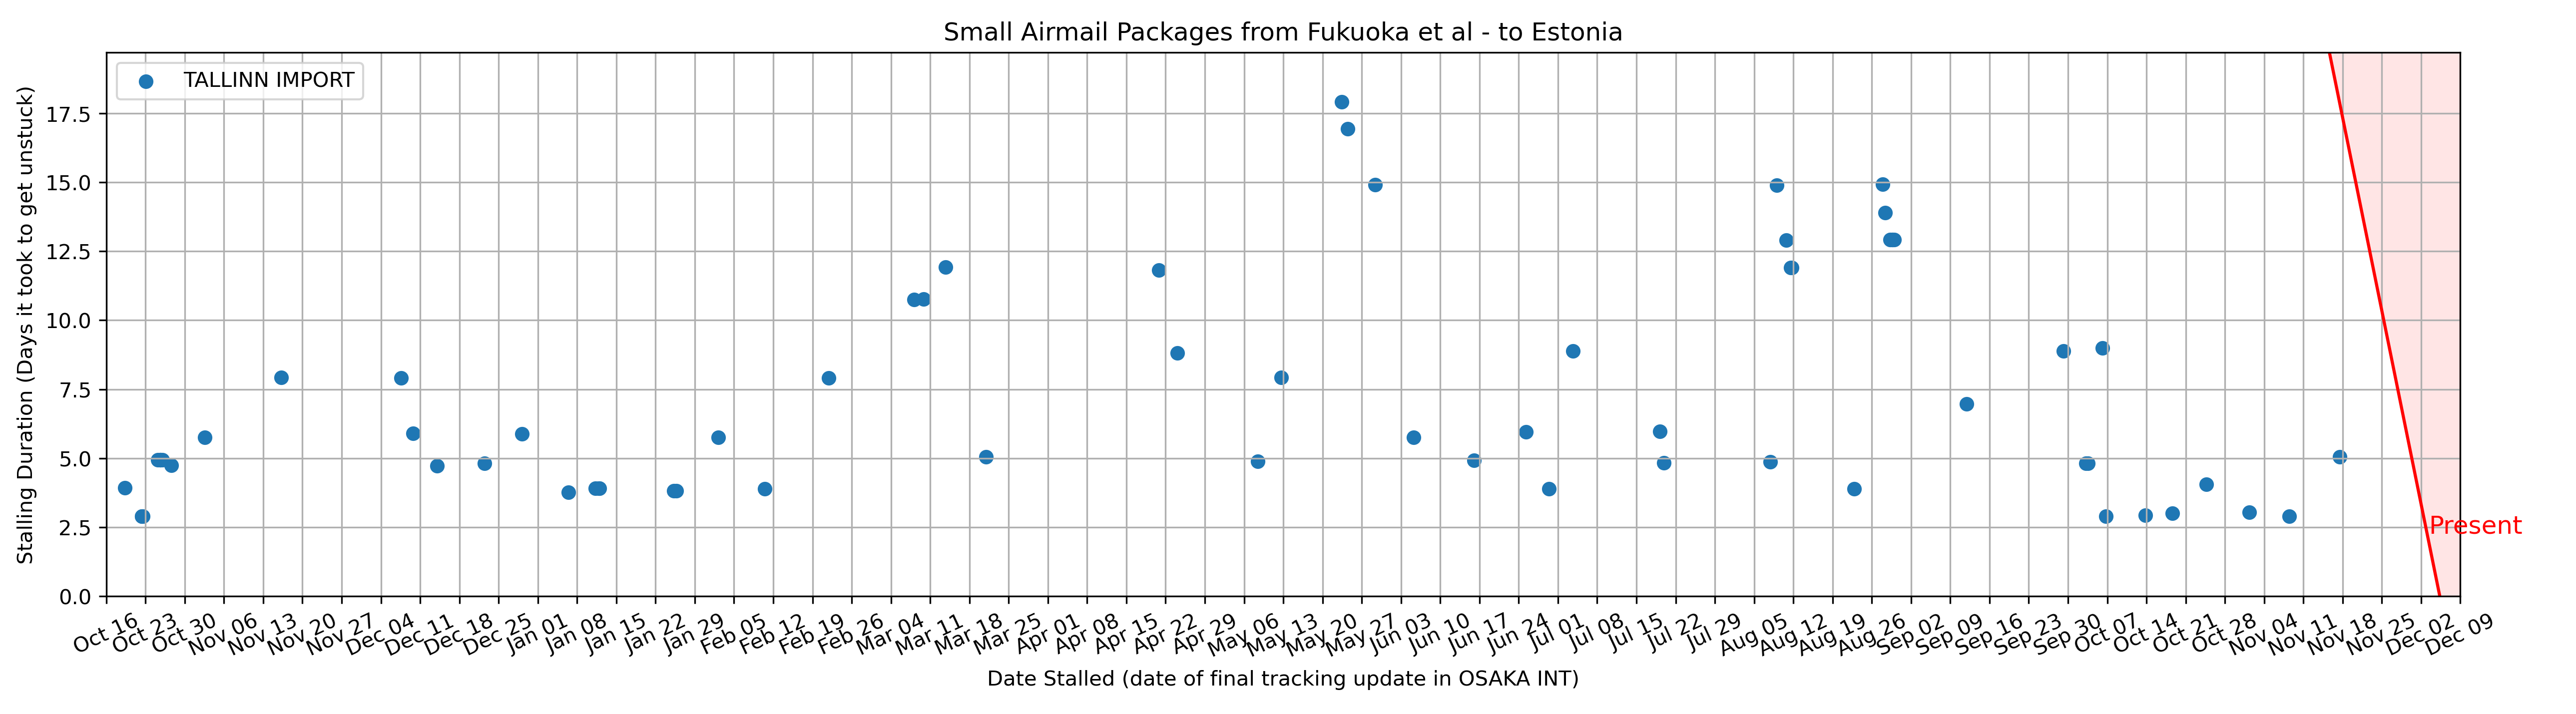 Small Airmail Packages from Fukuoka et al - to Estonia
TALLINN IMPORT
Stalling Duration (Days it took to get unstuck)
17.5
15.0
12.5
10.0
7.5
5.0
2.5
0.0
Present
Oct 16 Oct 23 Oct 30 Nov 06 Nov 13 Nov 20 Nov 27 Dec 04 Dec 11 Dec 18 Dec 25 Jan 01 Jan 08 Jan 15 Jan 22 Jan 29 Feb 05 Feb 12 Feb 19 Feb 26 Mar 04 Mar 11 Mar 18 Mar 25 Apr 01 Apr 08 Apr 15 Apr 22 Apr 29 May 06 May 13 May 20 May 27 Jun 03 Jun 10 Jun 17 Jun 24 Jul 01 Jul 08 Jul 15 Jul 22 Jul 29 Aug 05 Aug 12 Aug 19 Aug 26 Sep 02 Sep 09 Sep 16 Sep 23 Sep 30 Oct 07 Oct 14 Oct 21 Oct 28 Nov 04 Nov 11 Nov 18 Nov 25 Dec 02 Dec 09
Date Stalled (date of final tracking update in OSAKA INT)